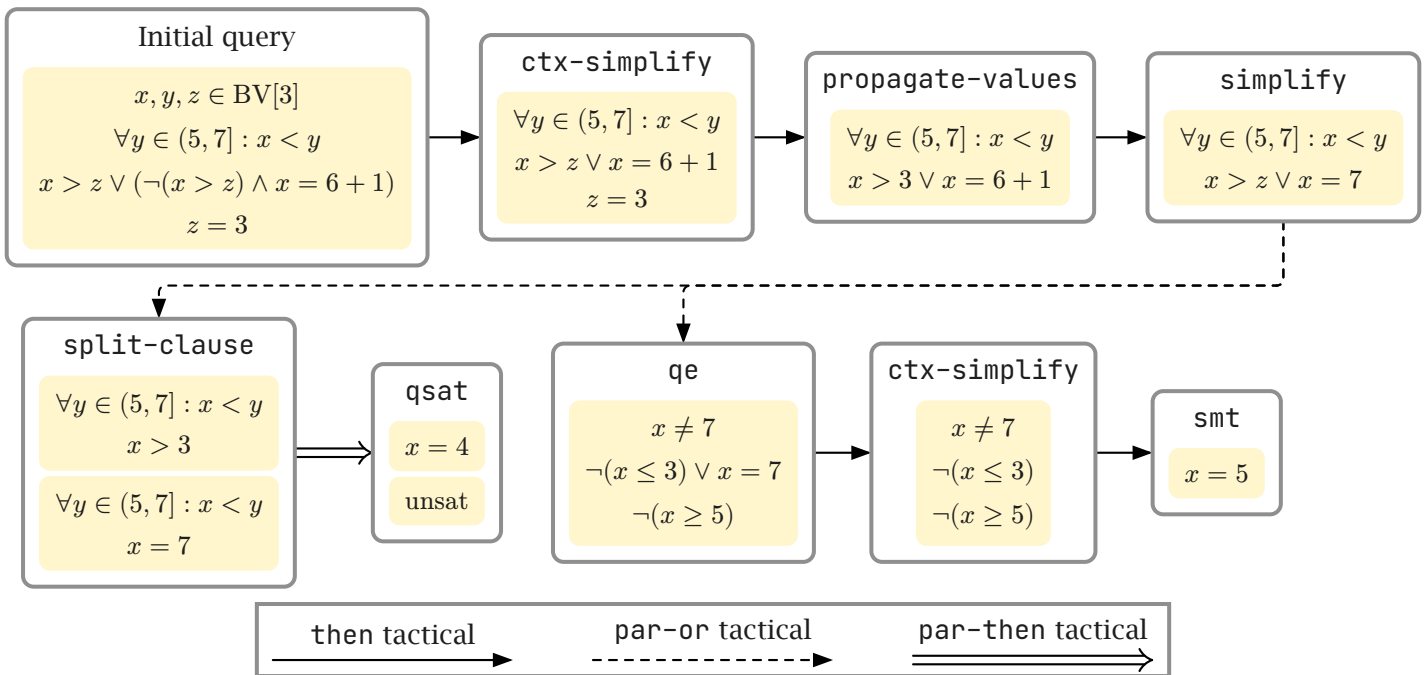 Initial query
x, y, z ∈ BV[3]
∀y ∈ (5, 7] : x < y
x > z ∨ (¬(x > z) ∧ x = 6 + 1)
z = 3
ctx-simplify
∀y ∈ (5, 7] : x < y
x > z ∨ x = 6 + 1
z = 3
propagate-values
∀y ∈ (5, 7] : x < y
x > 3 ∨ x = 6 + 1
simplify
∀y ∈ (5, 7] : x < y
x > z ∨ x = 7
split-clause
∀y ∈ (5, 7] : x < y
x > 3
∀y ∈ (5, 7] : x < y
x = 7
qsat
x = 4
unsat
qe
x ≠ 7
¬(x ≤ 3) ∨ x = 7
¬(x ≥ 5)
ctx-simplify
x ≠ 7
¬(x ≤ 3)
¬(x ≥ 5)
smt
x = 5
then tactical
par-or tactical
par-then tactical